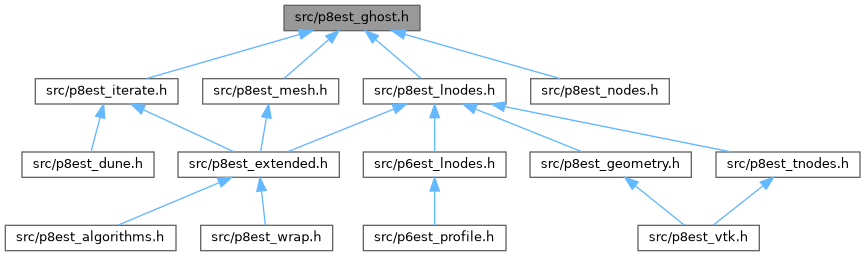 src/p8est_ghost.h
src/p8est_iterate.h
src/p8est_mesh.h
src/p8est_lnodes.h
src/p8est_nodes.h
src/p8est_dune.h
src/p8est_extended.h
src/p6est_lnodes.h
src/p8est_geometry.h
src/p8est_tnodes.h
src/p8est_algorithms.h
src/p8est_wrap.h
src/p6est_profile.h
src/p8est_vtk.h